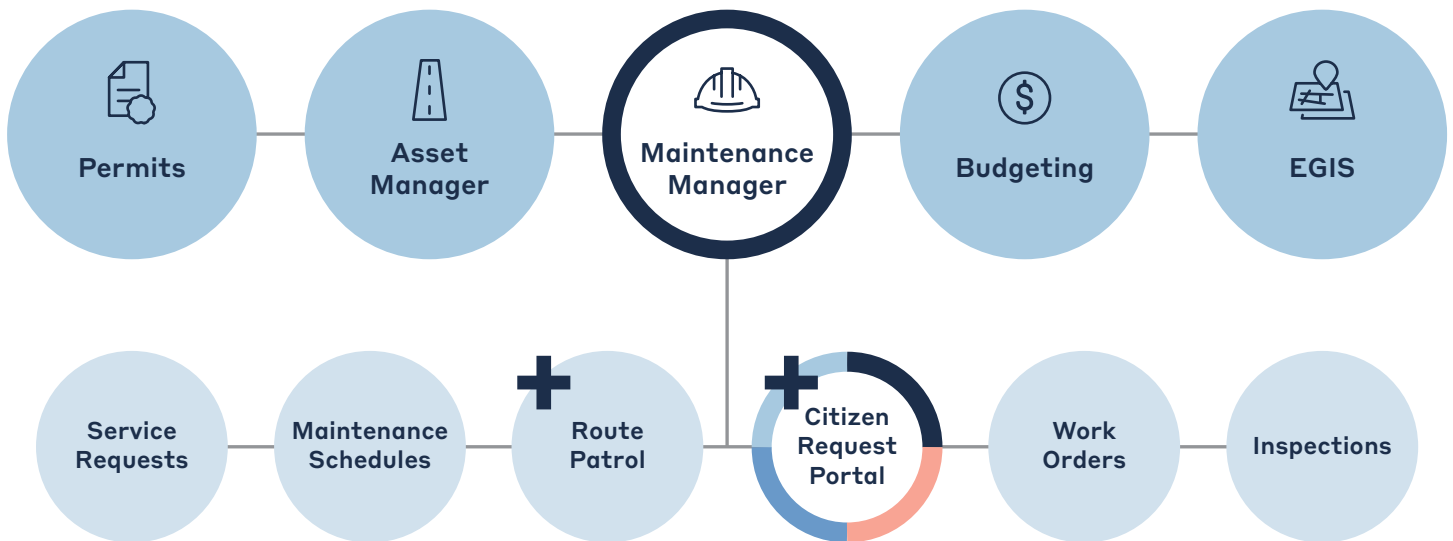 Permits
Asset
Manager
Maintenance
Manager
$
Budgeting
EGIS
Service
Requests
Maintenance
Schedules
Route
Patrol
Citizen
Request
Portal
Work
Orders
Inspections